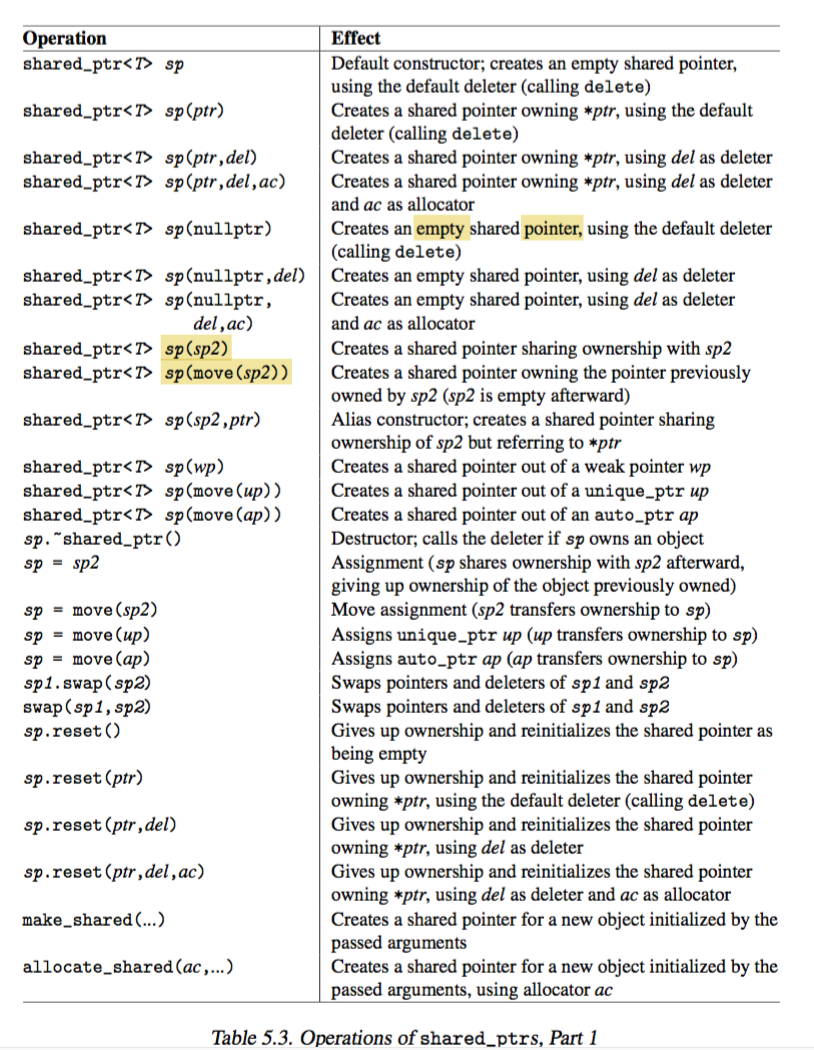 Operation Effect
shared_ptr<T> sp Default constructor; creates an empty shared pointer,
using the default deleter (calling delete)
shared_ptr<T> sp(ptr) Creates a shared pointer owning *ptr, using the default
deleter (calling delete)
shared_ptr<T> sp(ptr,del) Creates a shared pointer owning *ptr, using del as deleter
shared_ptr<T> sp(ptr,del,ac) Creates a shared pointer owning *ptr, using del as deleter
and ac as allocator
shared_ptr<T> sp(nullptr) Creates an empty shared pointer, using the default deleter
(calling delete)
shared_ptr<T> sp(nullptr,del) Creates an empty shared pointer, using del as deleter
shared_ptr<T> sp(nullptr, Creates an empty shared pointer, using del as deleter
del,ac) and ac as allocator
shared_ptr<T> sp(sp2) Creates a shared pointer sharing ownership with sp2
shared_ptr<T> sp(move(sp2)) Creates a shared pointer owning the pointer previously
owned by sp2 (sp2 is empty afterward)
shared_ptr<T> sp(sp2,ptr) Alias constructor; creates a shared pointer sharing
ownership of sp2 but referring to *ptr
shared_ptr<T> sp(wp) Creates a shared pointer out of a weak pointer wp
shared_ptr<T> sp(move(up)) Creates a shared pointer out of a unique_ptr up
shared_ptr<T> sp(move(ap)) Creates a shared pointer out of an auto_ptr ap
sp.~shared_ptr() Destructor; calls the deleter if sp owns an object
sp = sp2 Assignment (sp shares ownership with sp2 afterward,
giving up ownership of the object previously owned)
sp = move(sp2) Move assignment (sp2 transfers ownership to sp)
sp = move(up) Assigns unique_ptr up (up transfers ownership to sp)
sp = move(ap) Assigns auto_ptr ap (ap transfers ownership to sp)
sp1.swap(sp2) Swaps pointers and deleters of sp1 and sp2
swap(sp1,sp2) Swaps pointers and deleters of sp1 and sp2
sp.reset() Gives up ownership and reinitializes the shared pointer as
being empty
sp.reset(ptr) Gives up ownership and reinitializes the shared pointer
owning *ptr, using the default deleter (calling delete)
sp.reset(ptr,del) Gives up ownership and reinitializes the shared pointer
owning *ptr, using del as deleter
sp.reset(ptr,del,ac) Gives up ownership and reinitializes the shared pointer
owning *ptr, using del as deleter and ac as allocator
make_shared(...) Creates a shared pointer for a new object initialized by the
passed arguments
allocate_shared(ac,...) Creates a shared pointer for a new object initialized by the
passed arguments, using allocator ac
Table 5.3. Operations of shared_ptrs, Part 1